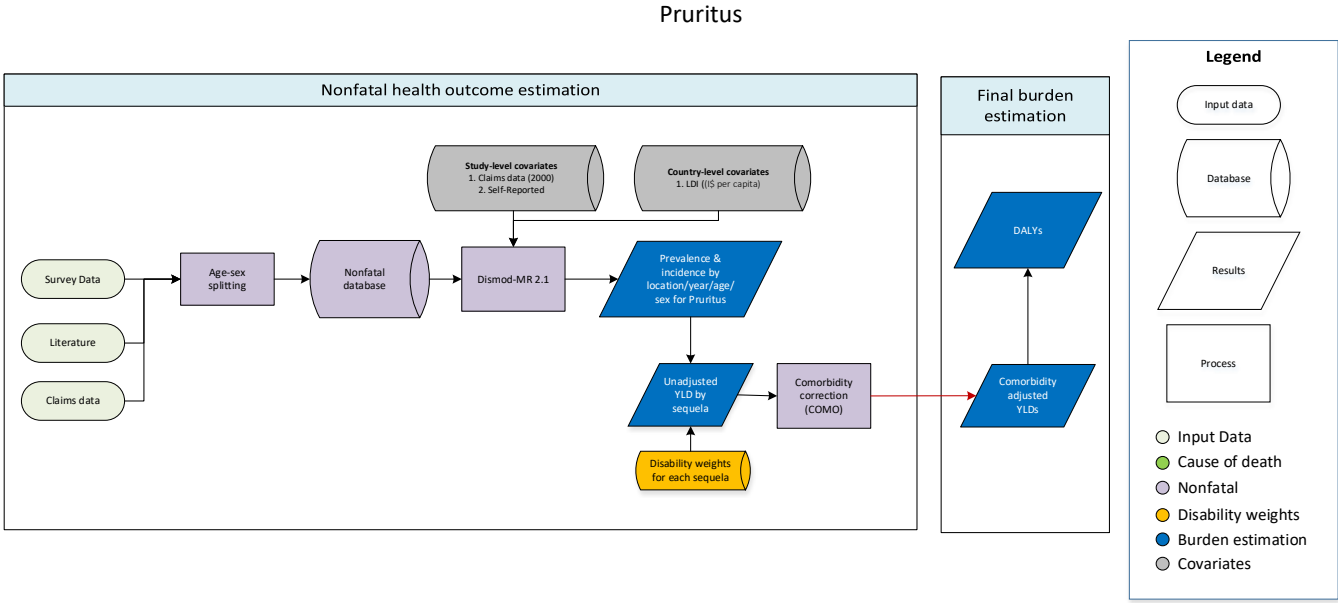 Pruritus
Nonfatal health outcome estimation
Study-level covariates
1. Claims data (2000)
2. Self-Reported
Country-level covariates
1. LDI ((I$ per capita)
Survey Data
Literature
Claims data
Age-sex
splitting
Nonfatal
database
Dismod-MR 2.1
Prevalence &
incidence by
location/year/age/
sex for Pruritus
Unadjusted
YLD by
sequela
Disability weights
for each sequela
Comorbidity
correction
(COMO)
Final burden
estimation
DALYs
Comorbidity
adjusted
YLDs
Legend
Input data
Database
Results
Process
Input Data
Cause of death
Nonfatal
Disability weights
Burden estimation
Covariates